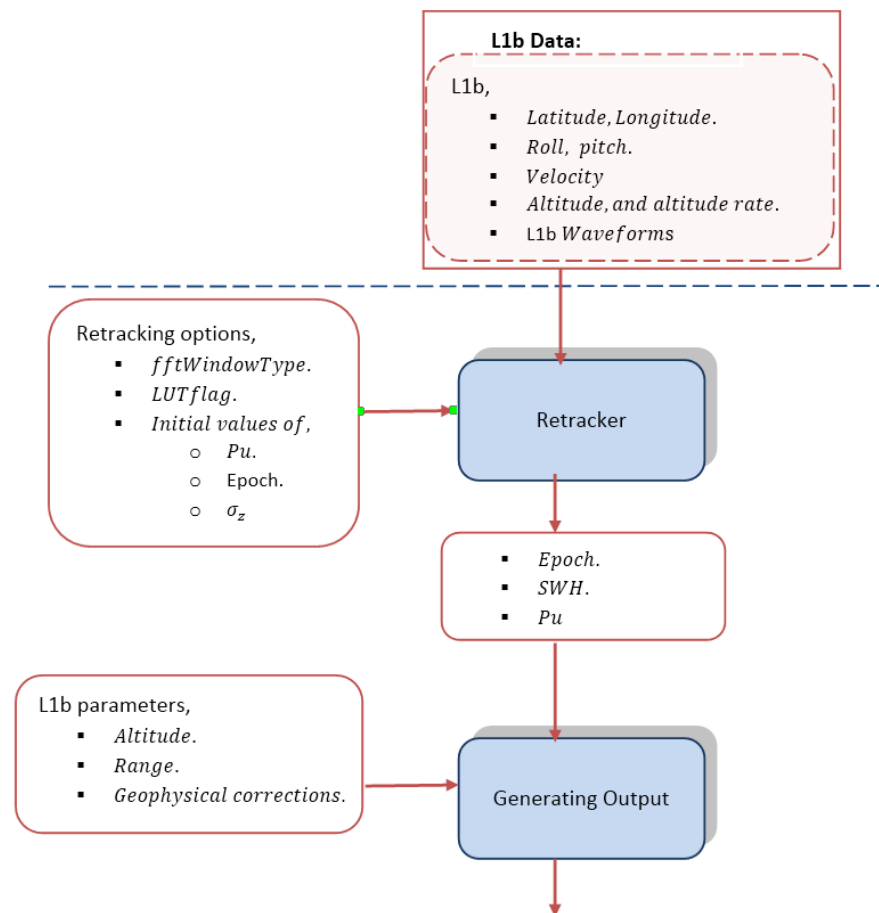 L1b Data:
L1b,
▪ Latitude, Longitude.
▪ Roll, pitch.
▪ Velocity
▪ Altitude, and altitude rate.
▪ L1b Waveforms
Retracking options,
▪ fftWindowType.
▪ LUTflag.
▪ Initial values of,
o Pu.
o Epoch.
o σz
Retracker
▪ Epoch.
▪ SWH.
▪ Pu
L1b parameters,
▪ Altitude.
▪ Range.
▪ Geophysical corrections.
Generating Output